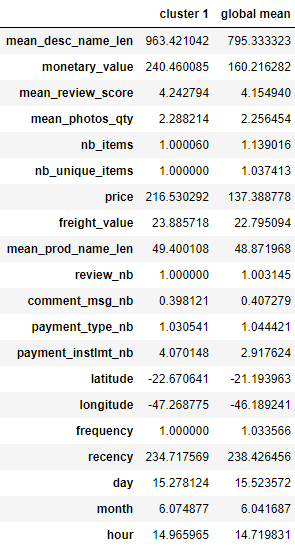 cluster 1 global mean
mean_desc_name_len 963.421042 795.333323
monetary_value 240.460085 160.216282
mean_review_score 4.242794 4.154940
mean_photos_qty 2.288214 2.256454
nb_items 1.000060 1.139016
nb_unique_items 1.000000 1.037413
price 216.530292 137.388778
freight_value 23.885718 22.795094
mean_prod_name_len 49.400108 48.871968
review_nb 1.000000 1.003145
comment_msg_nb 0.398121 0.407279
payment_type_nb 1.030541 1.044421
payment_instlmt_nb 4.070148 2.917624
latitude -22.670641 -21.193963
longitude -47.268775 -46.189241
frequency 1.000000 1.033566
recency 234.717569 238.426456
day 15.278124 15.523572
month 6.074877 6.041687
hour 14.965965 14.719831